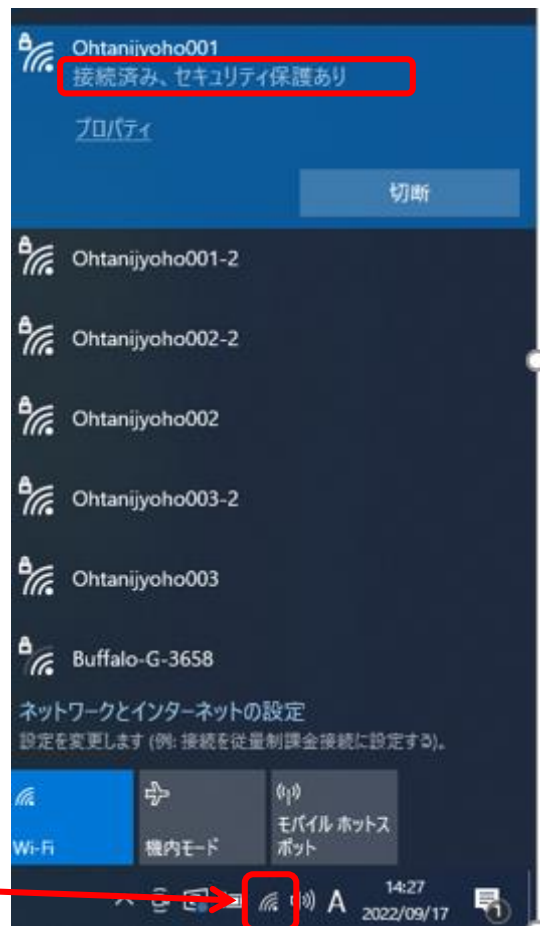 Ohtanijyoho001
接続済み、セキュリティ保護あり
プロパティ
切断
Ohtanijyoho001-2
Ohtanijyoho002-2
Ohtanijyoho002
Ohtanijyoho003-2
Ohtanijyoho003
Buffalo-G-3658
ネットワークとインターネットの設定
設定を変更します (例: 接続を従量制課金接続に設定する)。
Wi-Fi
機内モード
モバイル ホットス
ポット
A
14:27
2022/09/17
1